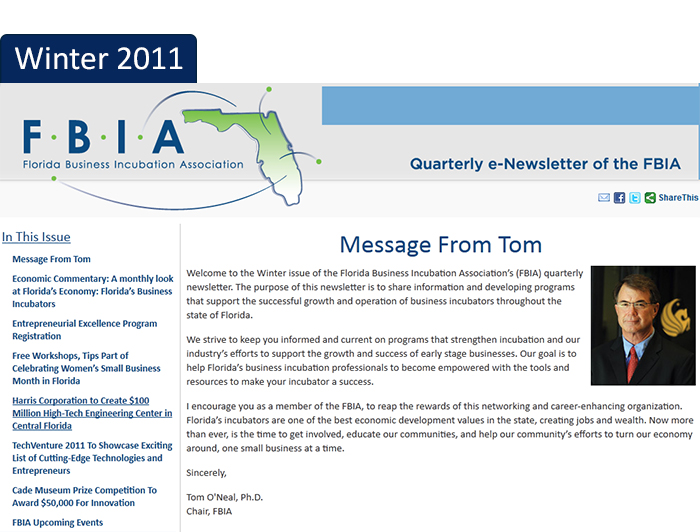 Winter 2011
F·B·I·A
Florida Business Incubation Association
Quarterly e-Newsletter of the FBIA
ShareThis
In This Issue
Message From Tom
Economic Commentary: A monthly look
at Florida's Economy: Florida's Business
Incubators
Entrepreneurial Excellence Program
Registration
Free Workshops, Tips Part of
Celebrating Women's Small Business
Month in Florida
Harris Corporation to Create $100
Million High-Tech Engineering Center in
Central Florida
TechVenture 2011 To Showcase Exciting
List of Cutting-Edge Technologies and
Entrepreneurs
Cade Museum Prize Competition To
Award $50,000 For Innovation
FBIA Upcoming Events
Message From Tom
Welcome to the Winter issue of the Florida Business Incubation Association's (FBIA) quarterly
newsletter. The purpose of this newsletter is to share information and developing programs
that support the successful growth and operation of business incubators throughout the
state of Florida.
We strive to keep you informed and current on programs that strengthen incubation and our
industry's efforts to support the growth and success of early stage businesses. Our goal is to
help Florida's business incubation professionals to become empowered with the tools and
resources to make your incubator a success.
I encourage you as a member of the FBIA, to reap the rewards of this networking and career-enhancing organization.
Florida's incubators are one of the best economic development values in the state, creating jobs and wealth. Now more
than ever, is the time to get involved, educate our communities, and help our community's efforts to turn our economy
around, one small business at a time.
Sincerely,
Tom O'Neal, Ph.D.
Chair, FBIA